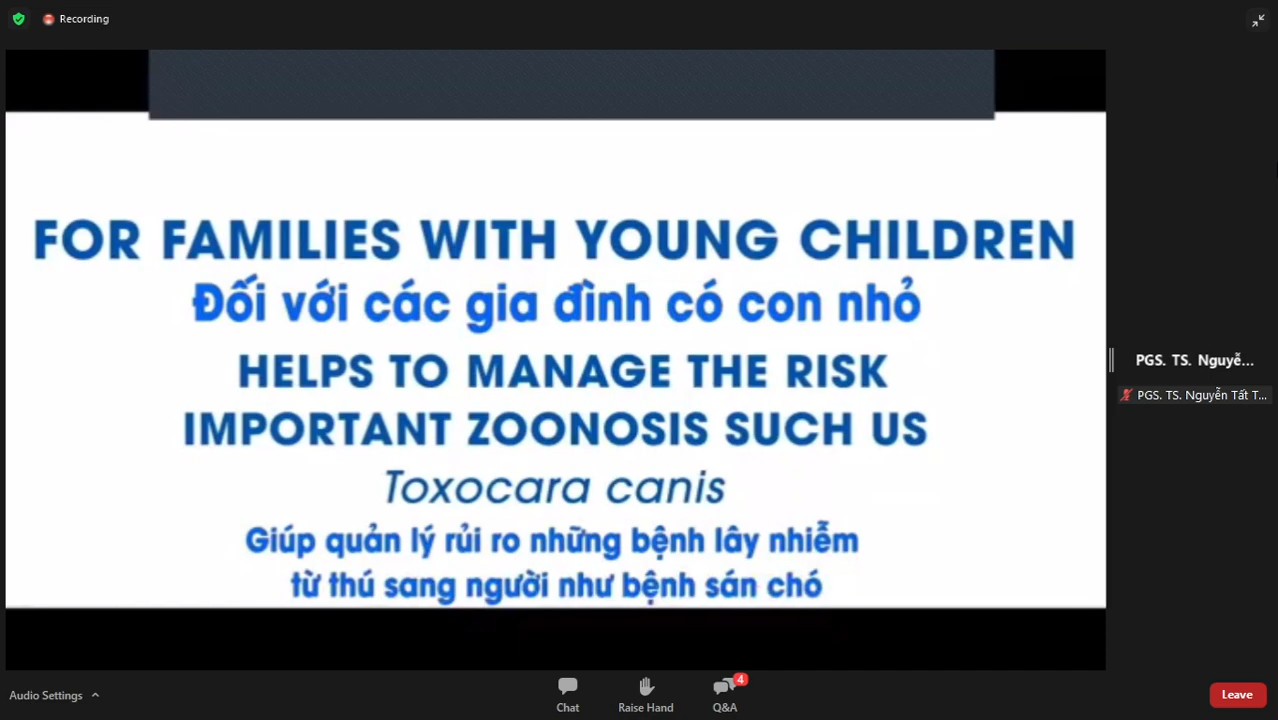 Recording
FOR FAMILIES WITH YOUNG CHILDREN
Đối với các gia đình có con nhỏ
HELPS TO MANAGE THE RISK
IMPORTANT ZOONOSIS SUCH US
Toxocara canis
Giúp quản lý rủi ro những bệnh lây nhiễm
từ thú sang người như bệnh sán chó
PGS. TS. Nguyễ...
PGS. TS. Nguyễn Tất T...
Audio Settings
Chat
Raise Hand
4
Q&A
Leave